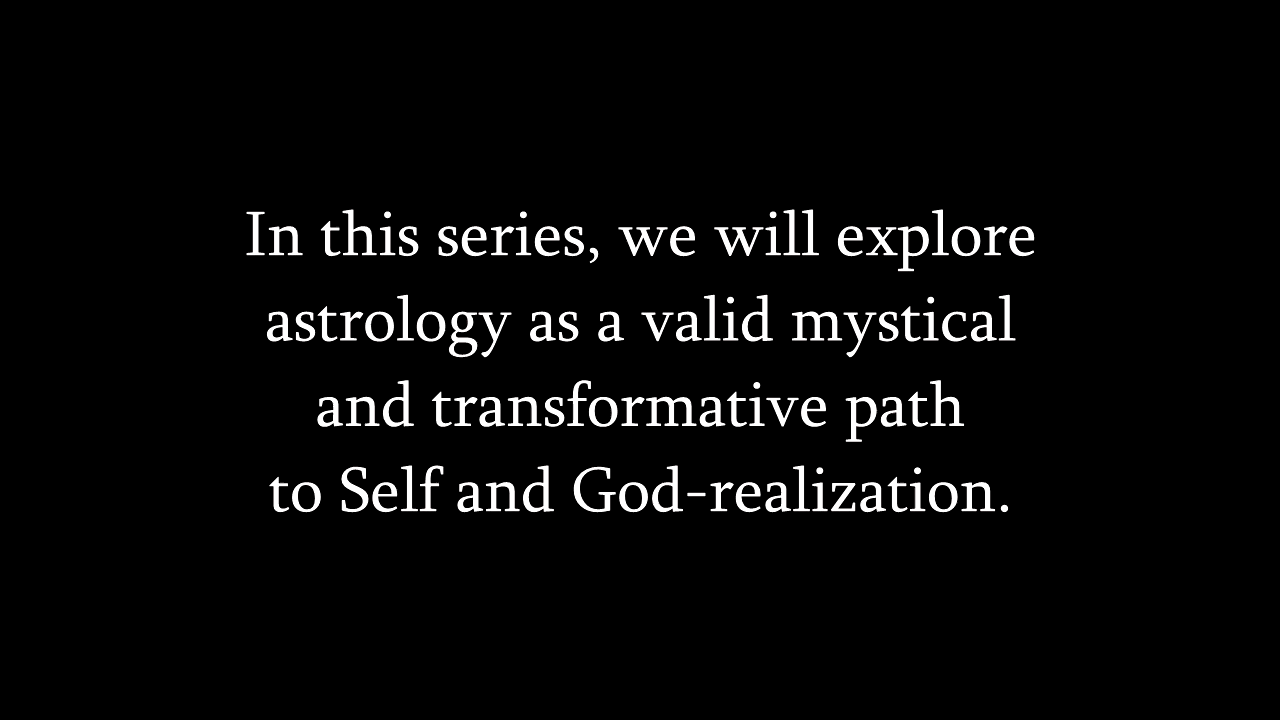 In this series, we will explore
astrology as a valid mystical
and transformative path
to Self and God-realization.